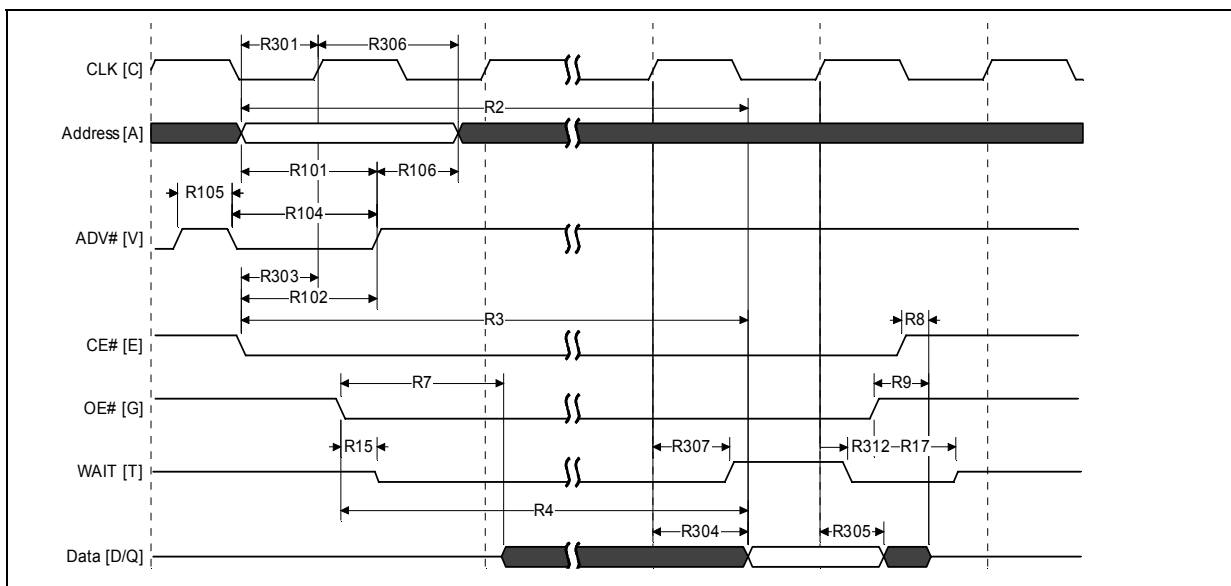 R301 R306
CLK [C]
R2
Address [A]
R101 R106
R105
R104
ADV# [V]
R303
R102
R3 R8
CE# [E]
R7 R9
OE# [G]
R15 R307 R312 R17
WAIT [T]
R4
R304 R305
Data [D/Q]